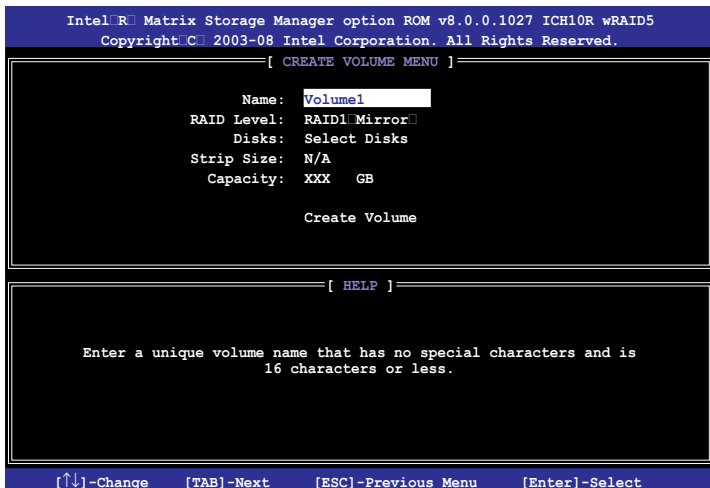 Intel□R□ Matrix Storage Manager option ROM v8.0.0.1027 ICH10R wRAID5
Copyright□C□ 2003-08 Intel Corporation. All Rights Reserved.
[ CREATE VOLUME MENU ]
Name: Volume1
RAID Level: RAID1□Mirror□
Disks: Select Disks
Strip Size: N/A
Capacity: XXX GB
Create Volume
[ HELP ]
Enter a unique volume name that has no special characters and is
16 characters or less.
[↑↓]-Change [TAB]-Next [ESC]-Previous Menu [Enter]-Select